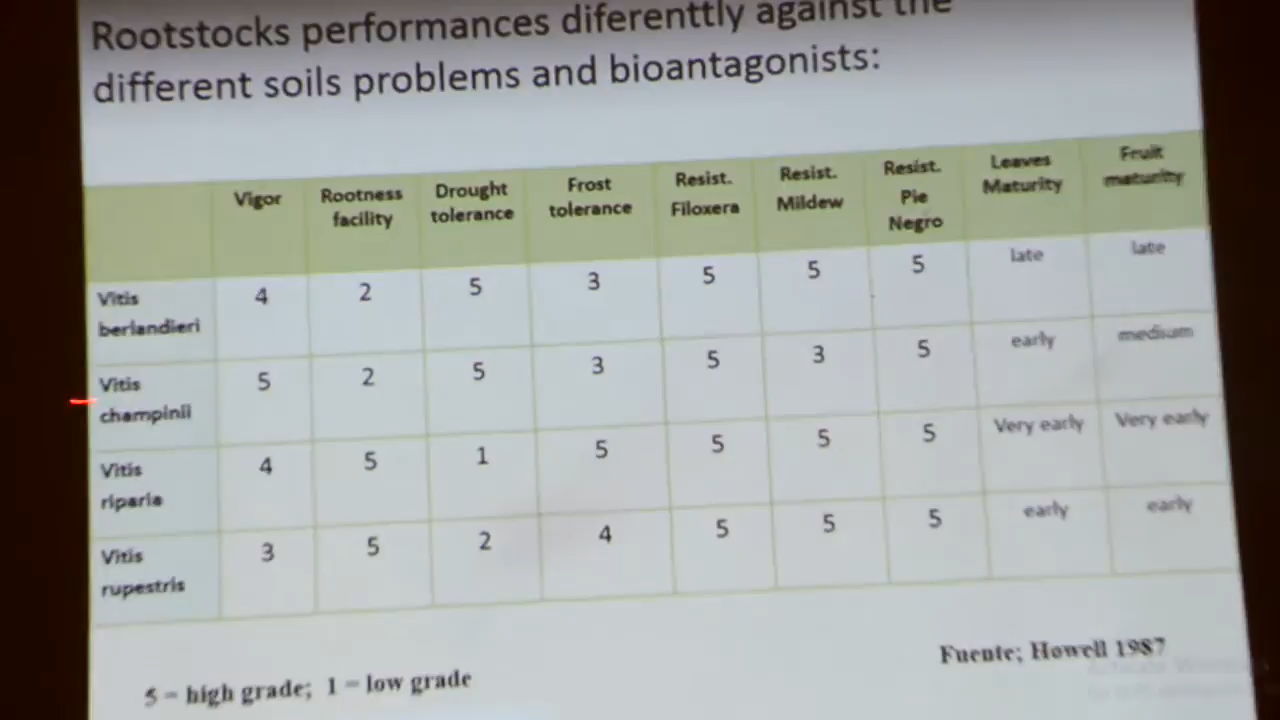 Rootstocks performances diferenttly against the
different soils problems and bioantagonists:
Vigor Rootness facility Drought tolerance Frost tolerance Resist. Filoxera Resist. Mildew Resist. Pie Negro Leaves Maturity Fruit maturity
Vitis berlandieri 4 2 5 3 5 5 5 late late
Vitis champinii 5 2 5 3 5 3 5 early medium
Vitis riparia 4 5 1 5 5 5 5 Very early Very early
Vitis rupestris 3 5 2 4 5 5 5 early early
Fuente; Howell 1987
5 = high grade; 1 = low grade